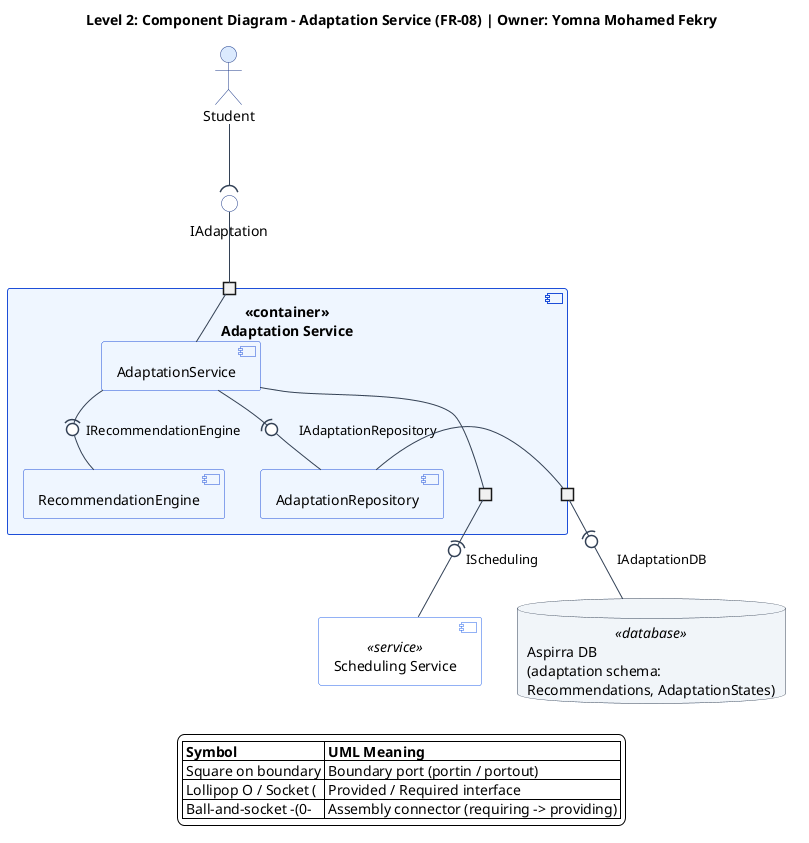 Level 2: Component Diagram - Adaptation Service (FR-08) | Owner: Yomna Mohamed Fekry
Student
IAdaptation
«container»
Adaptation Service
AdaptationService
IRecommendationEngine
IAdaptationRepository
RecommendationEngine
AdaptationRepository
IScheduling
IAdaptationDB
«service»
Scheduling Service
«database»
Aspirra DB
(adaptation schema:
Recommendations, AdaptationStates)
Symbol UML Meaning
Square on boundary Boundary port (portin / portout)
Lollipop O / Socket ( Provided / Required interface
Ball-and-socket -(0- Assembly connector (requiring -> providing)